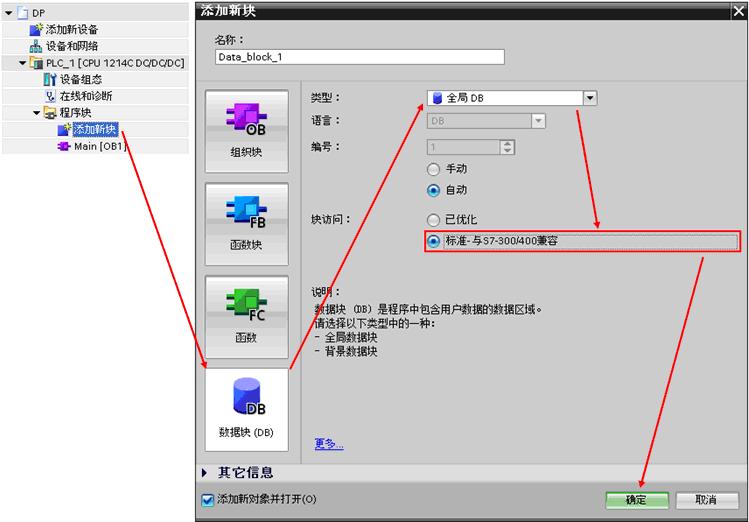 DP
添加新设备
设备和网络
PLC_1 [CPU 1214C DC/DC/DC]
设备组态
在线和诊断
程序块
添加新块
Main [OB1]
添加新块
名称：
Data_block_1
OB
组织块
FB
函数块
FC
函数
DB
数据块 (DB)
类型： 全局 DB
语言： DB
编号： 1
手动
自动
块访问： 已优化
标准-与S7-300/400兼容
说明：
数据块 (DB) 是程序中包含用户数据的数据区域。
请选择以下类型中的一种：
- 全局数据块
- 背景数据块
更多...
其它信息
添加新对象并打开(O)
确定
取消